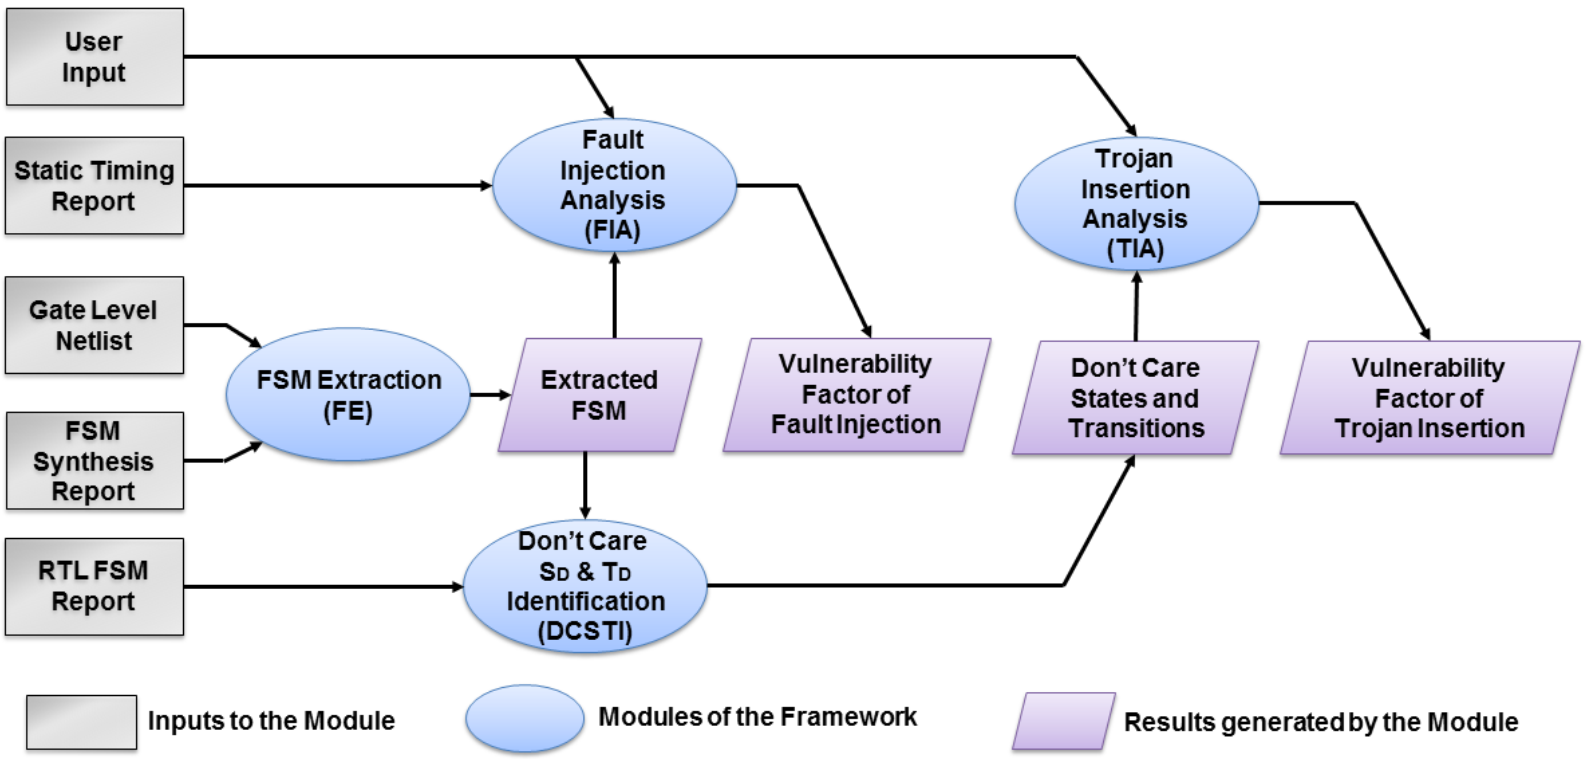 User
Input
Static Timing
Report
Gate Level
Netlist
FSM
Synthesis
Report
RTL FSM
Report
Fault
Injection
Analysis
(FIA)
Trojan
Insertion
Analysis
(TIA)
FSM Extraction
(FE)
Extracted
FSM
Vulnerability
Factor of
Fault Injection
Don't Care
States and
Transitions
Vulnerability
Factor of
Trojan Insertion
Don't Care
SD & TD
Identification
(DCSTI)
Inputs to the Module
Modules of the Framework
Results generated by the Module